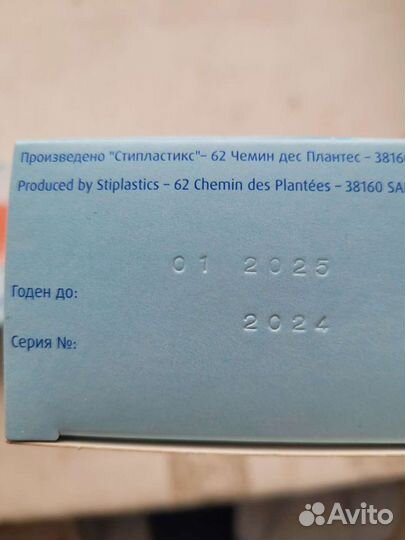 Произведено "Стипластикс"– 62 Чемин дес Плантес – 38160
Produced by Stiplastics – 62 Chemin des Plantées – 38160 SA
01 2025
Годен до:
2024
Серия №:
Avito